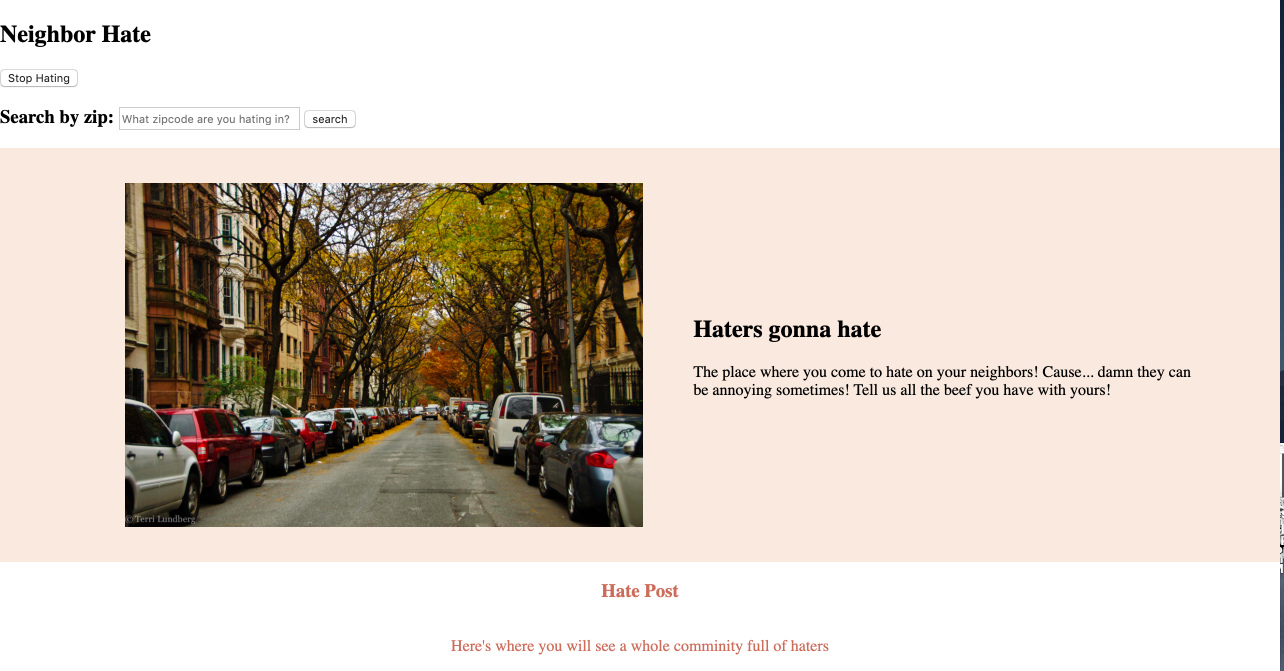 Neighbor Hate
Stop Hating
Search by zip: What zipcode are you hating in? search
Haters gonna hate
The place where you come to hate on your neighbors! Cause... damn they can
be annoying sometimes! Tell us all the beef you have with yours!
© Terri Lundberg
Hate Post
Here's where you will see a whole comminity full of haters